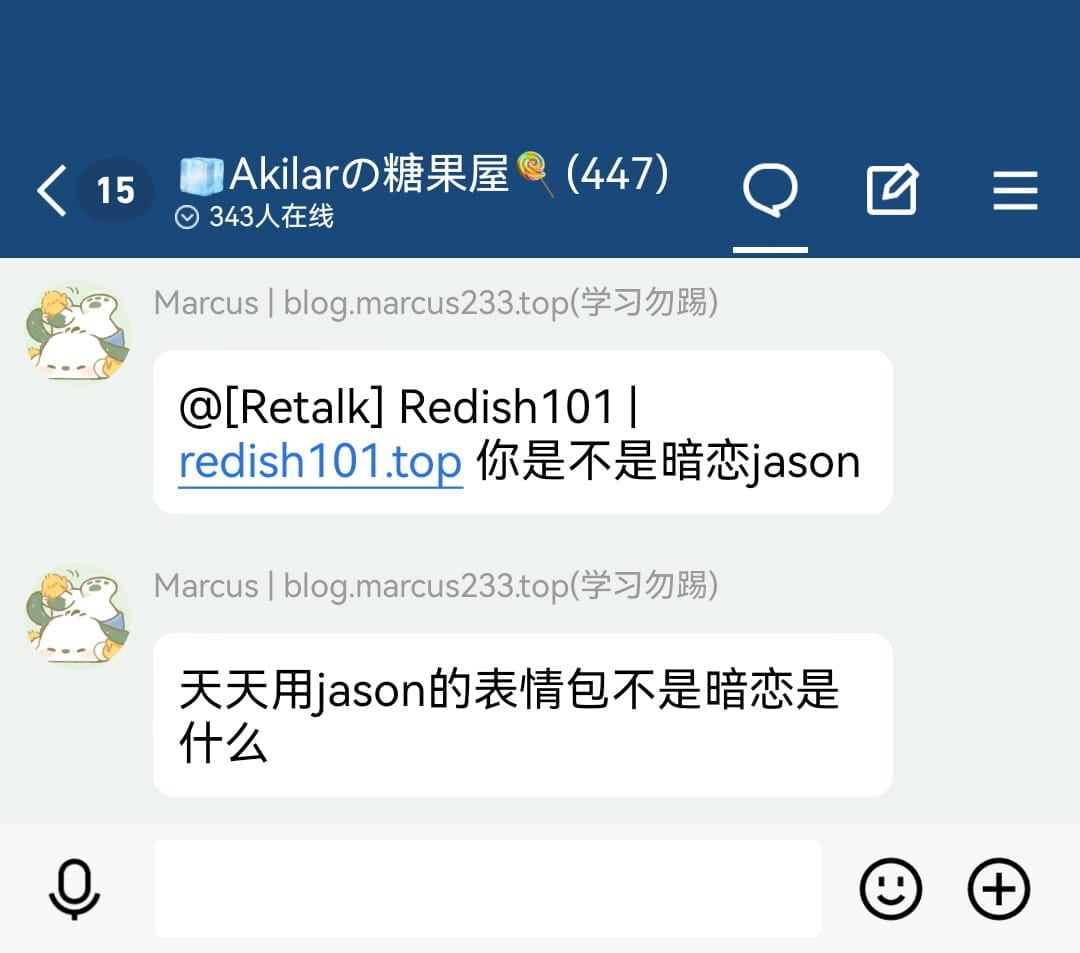 15
🧊Akilarの糖果屋🍭(447)
343人在线
Marcus | blog.marcus233.top(学习勿踢)
@[Retalk] Redish101 |
redish101.top 你是不是暗恋jason
Marcus | blog.marcus233.top(学习勿踢)
天天用jason的表情包不是暗恋是
什么